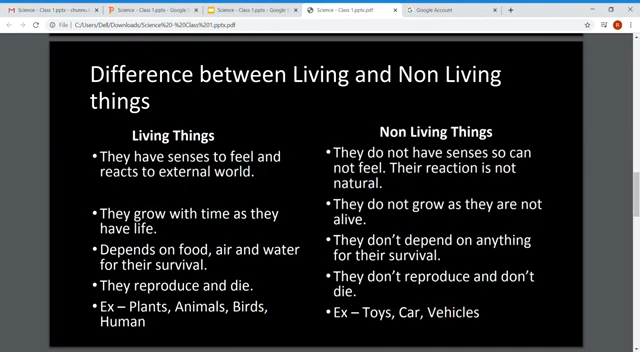 Science - Class 1.pptx - chunnu.
Science - Class 1.pptx - Google
Science - Class 1.pptx - Google
Science - Class 1.pptx.pdf
Google Account
File
C:/Users/Dell/Downloads/Science%20-%20Class%201.pptx.pdf
Difference between Living and Non Living
things
Living Things
• They have senses to feel and
reacts to external world.
• They grow with time as they
have life.
• Depends on food, air and water
for their survival.
• They reproduce and die.
• Ex – Plants, Animals, Birds,
Human
Non Living Things
• They do not have senses so can
not feel. Their reaction is not
natural.
• They do not grow as they are not
alive.
• They don't depend on anything
for their survival.
• They don't reproduce and don't
die.
• Ex – Toys, Car, Vehicles